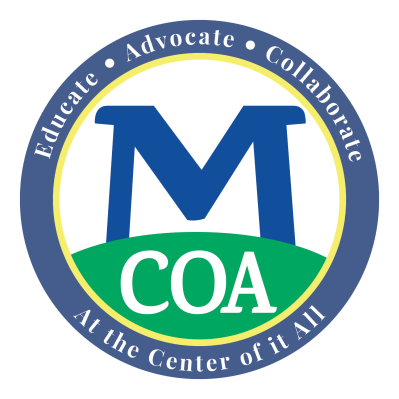 Educate • Advocate • Collaborate
M
COA
At the Center of it All